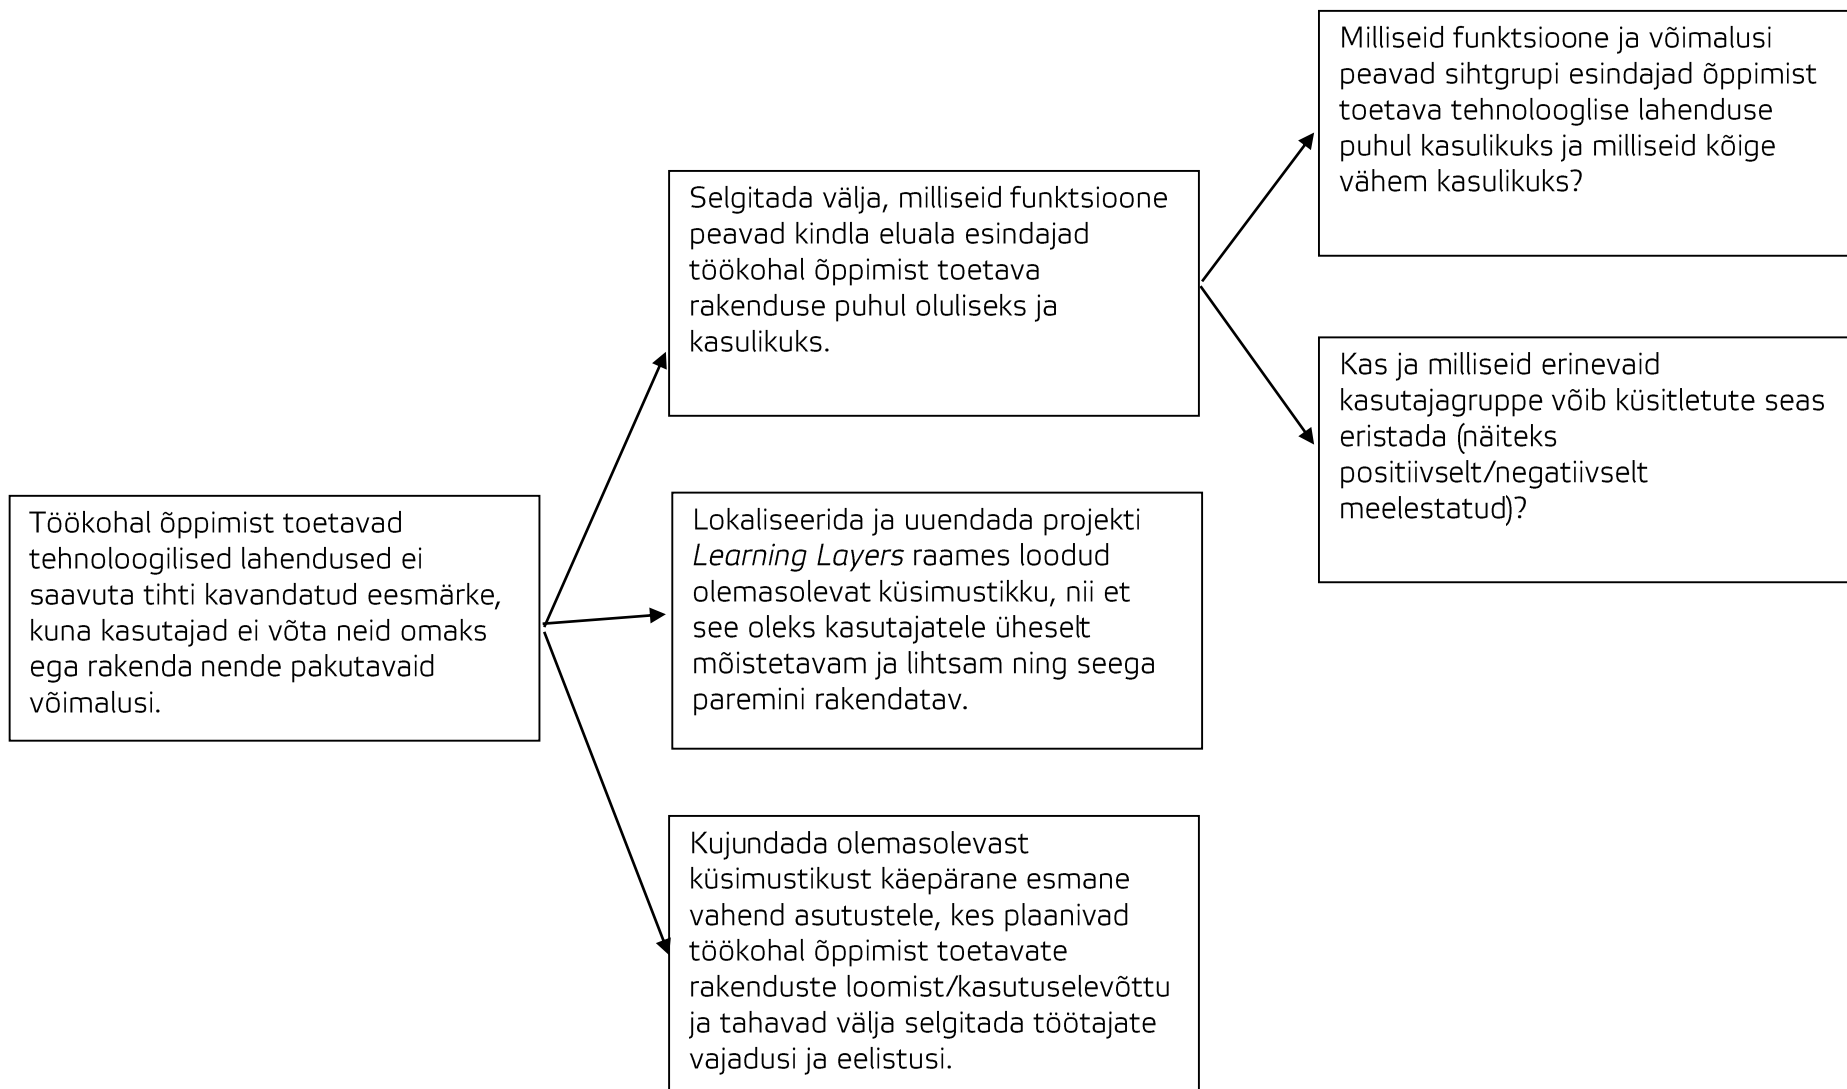 Töökohal õppimist toetavad
tehnoloogilised lahendused ei
saavuta tihti kavandatud eesmärke,
kuna kasutajad ei võta neid omaks
ega rakenda nende pakutavaid
võimalusi.
Selgitada välja, milliseid funktsioone
peavad kindla eluala esindajad
töökohal õppimist toetava
rakenduse puhul oluliseks ja
kasulikuks.
Lokaliseerida ja uuendada projekti
Learning Layers raames loodud
olemasolevat küsimustikku, nii et
see oleks kasutajatele üheselt
mõistetavam ja lihtsam ning seega
paremini rakendatav.
Kujundada olemasolevast
küsimustikust käepärane esmane
vahend asutustele, kes plaanivad
töökohal õppimist toetavate
rakenduste loomist/kasutuselevõttu
ja tahavad välja selgitada töötajate
vajadusi ja eelistusi.
Milliseid funktsioone ja võimalusi
peavad sihtgrupi esindajad õppimist
toetava tehnolooglise lahenduse
puhul kasulikuks ja milliseid kõige
vähem kasulikuks?
Kas ja milliseid erinevaid
kasutajagruppe võib küsitletute seas
eristada (näiteks
positiivselt/negatiivselt
meelestatud)?